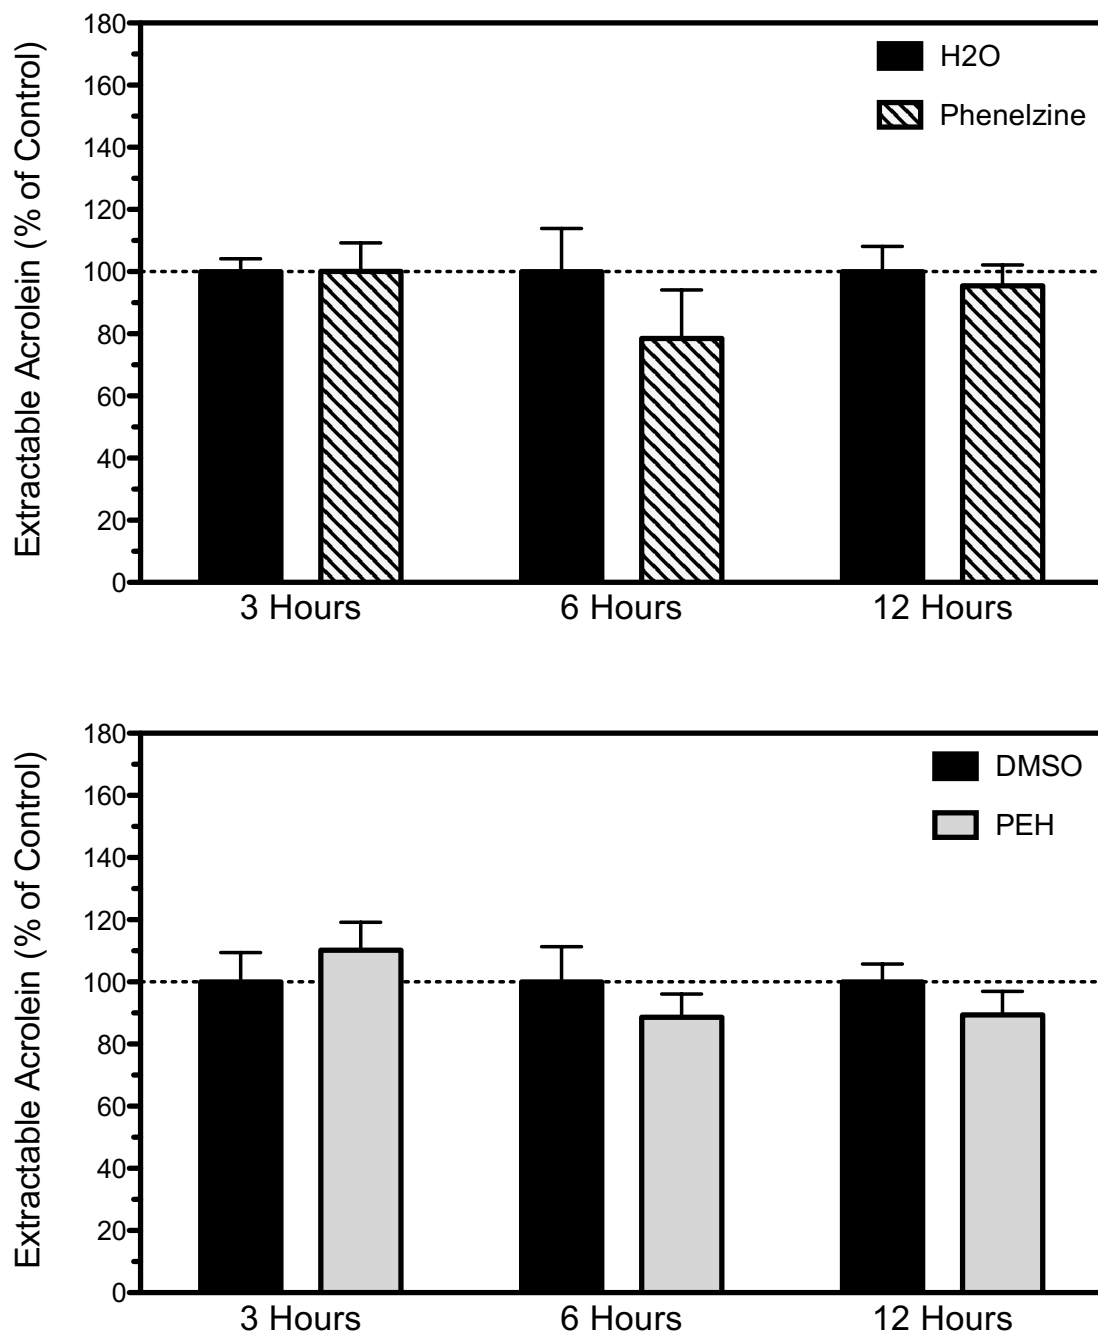 Extractable Acrolein (% of Control)
180
160
140
120
100
80
60
40
20
0
H2O
Phenelzine
3 Hours 6 Hours 12 Hours
Extractable Acrolein (% of Control)
180
160
140
120
100
80
60
40
20
0
DMSO
PEH
3 Hours 6 Hours 12 Hours